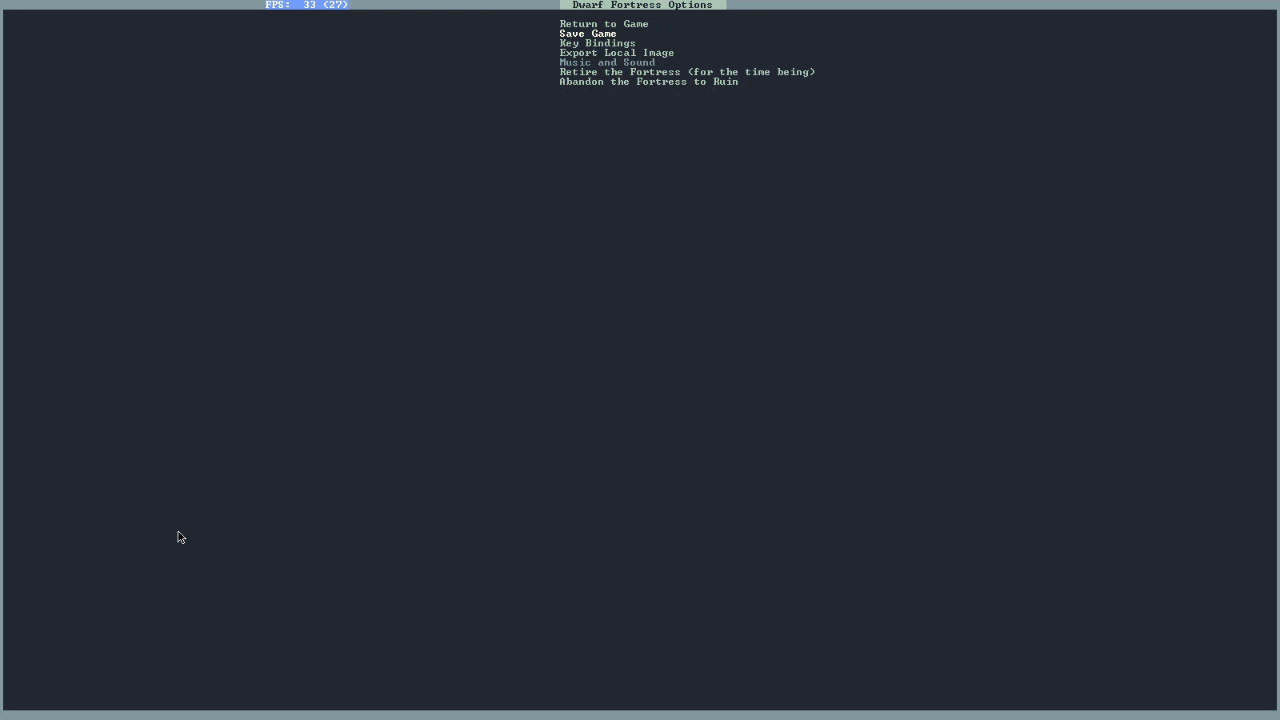 FPS: 33 (27)
Dwarf Fortress Options
Return to Game
Save Game
Key Bindings
Export Local Image
Music and Sound
Retire the Fortress (for the time being)
Abandon the Fortress to Ruin